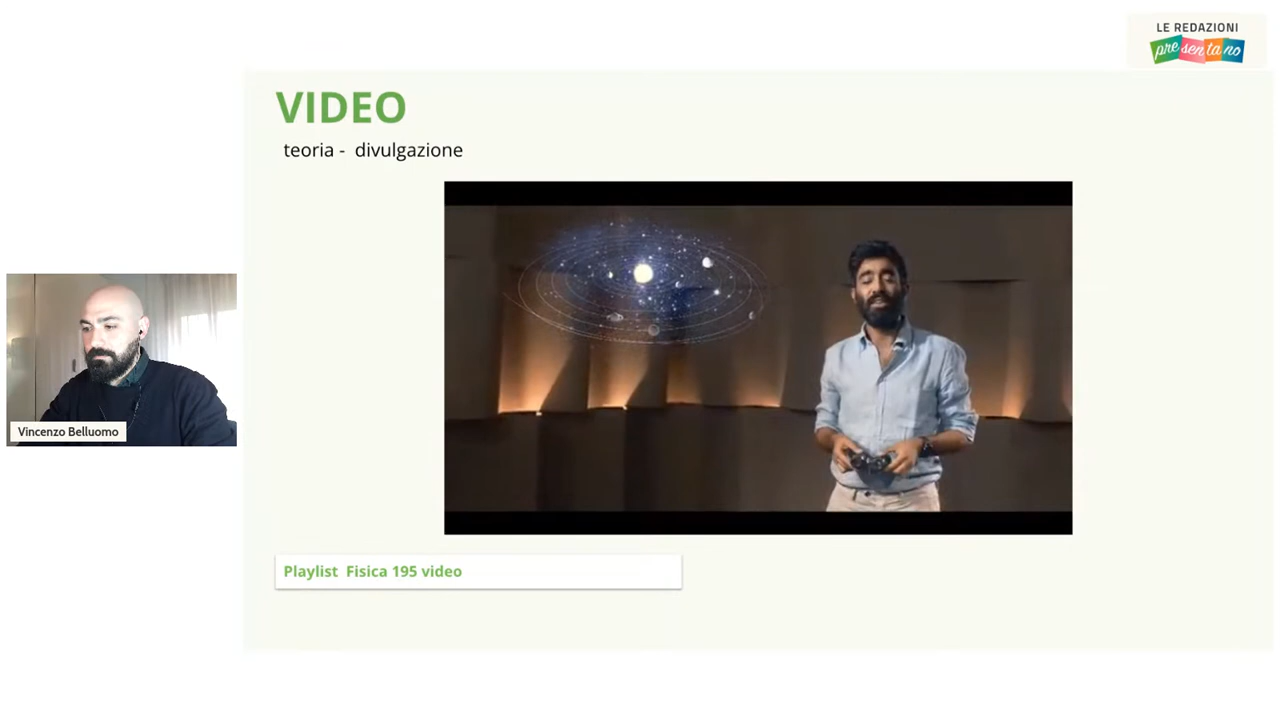 LE REDAZIONI
presentano
VIDEO
teoria - divulgazione
Vincenzo Belluomo
Playlist Fisica 195 video